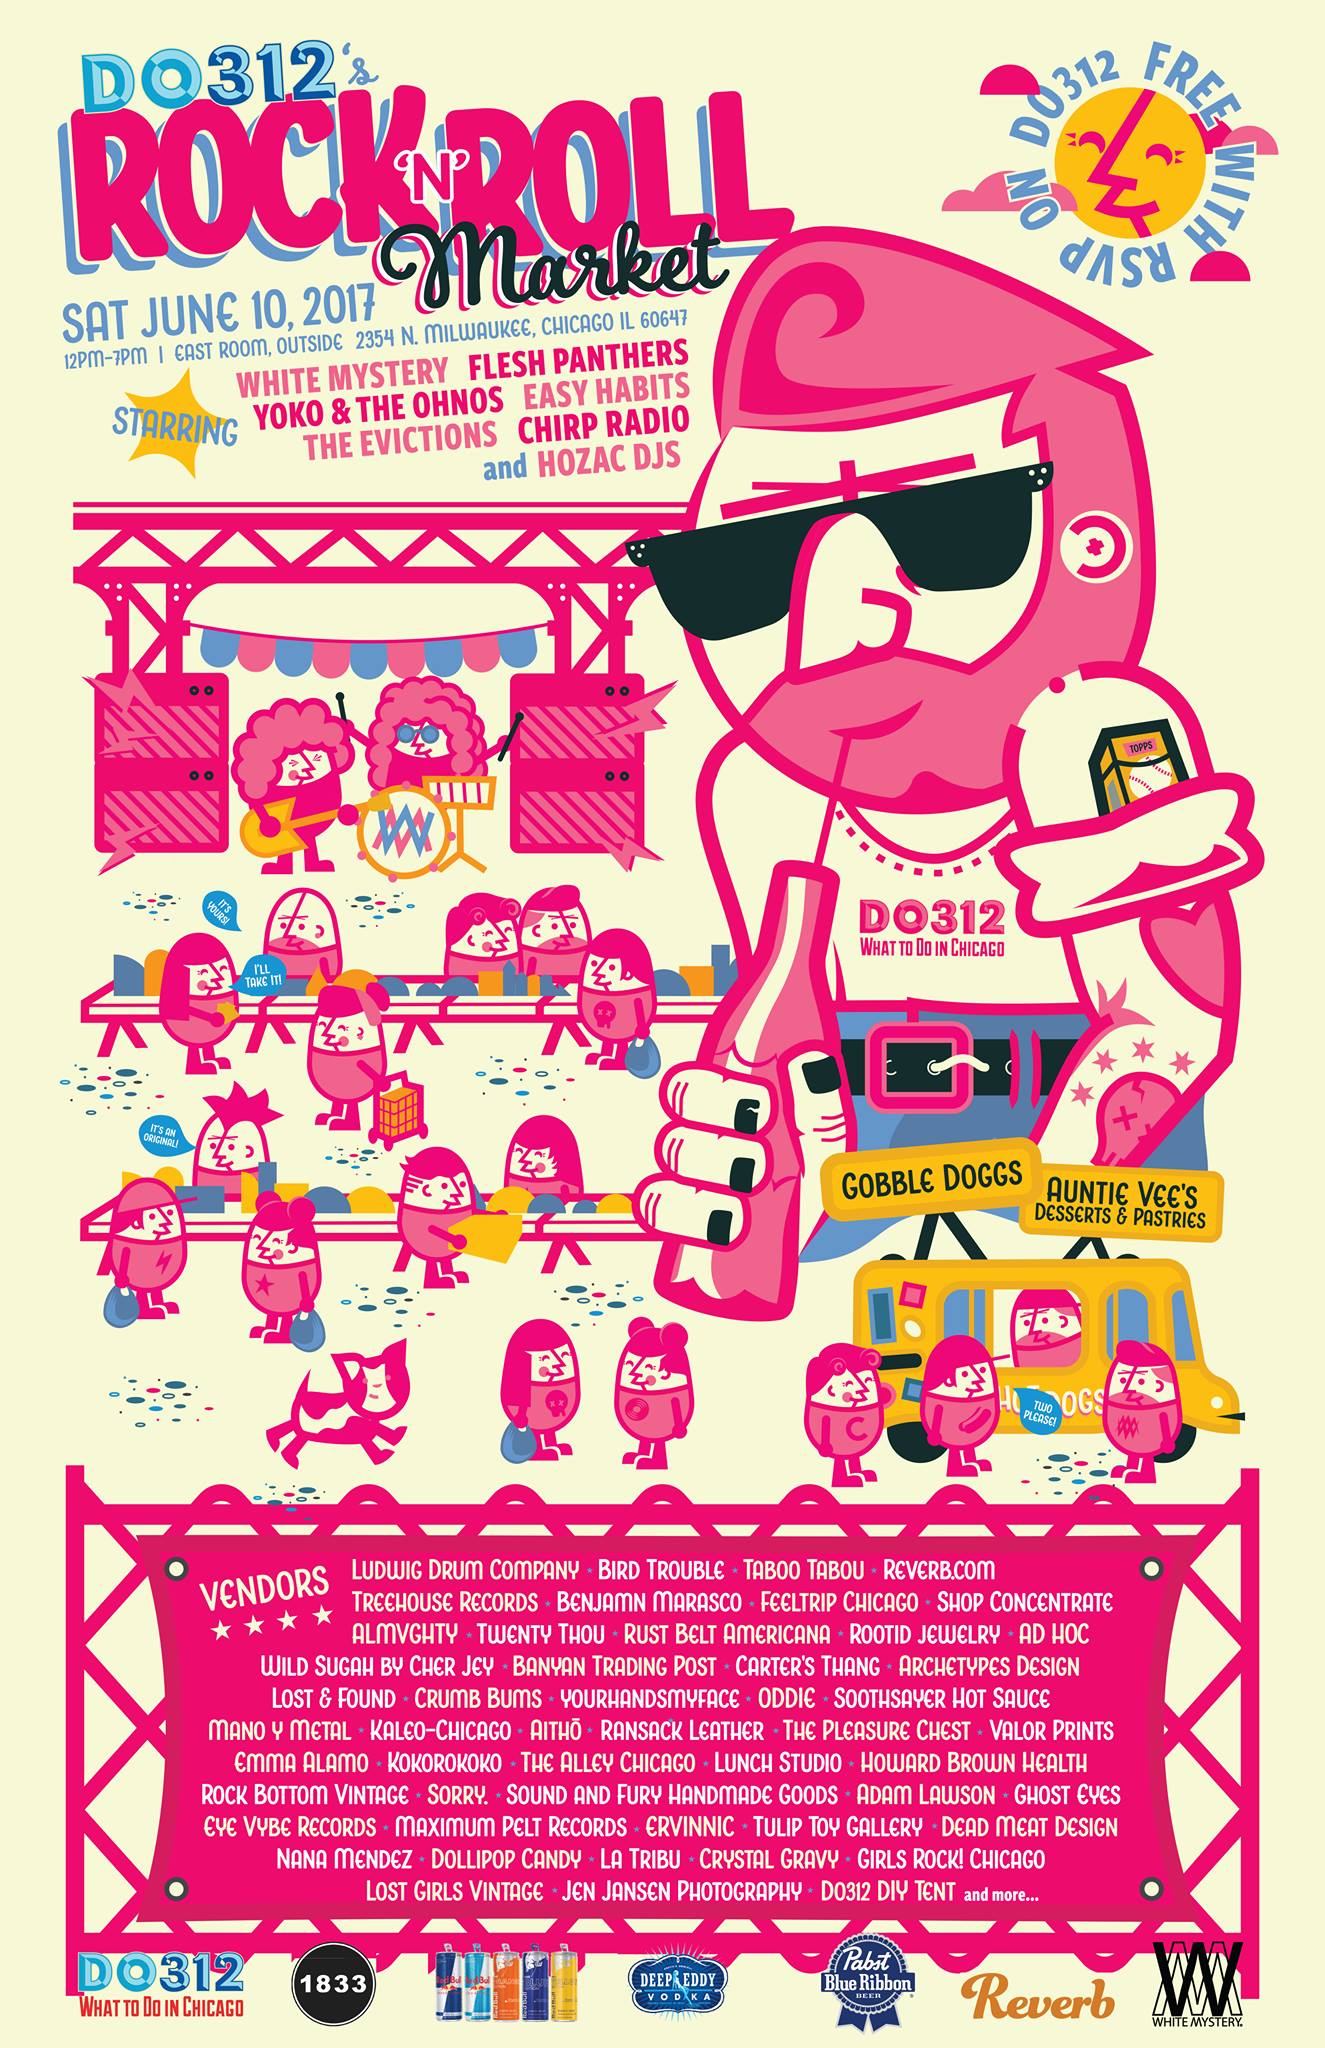 DO312's
ROCK 'N' ROLL
Market
SAT JUNE 10, 2017
12PM-7PM | EAST ROOM, OUTSIDE 2354 N. MILWAUKEE, CHICAGO IL 60647
FREE WITH RSVP ON DO312
STARRING
WHITE MYSTERY FLESH PANTHERS
YOKO & THE OHNOS EASY HABITS
THE EVICTIONS CHIRP RADIO
and HOZAC DJS
TOPPS
DO312
WHAT TO DO IN CHICAGO
IT'S
YOURS!
I'LL
TAKE IT!
IT'S AN
ORIGINAL!
GOBBLE DOGGS
AUNTIE VEE'S
DESSERTS & PASTRIES
TWO
PLEASE!
VENDORS
LUDWIG DRUM COMPANY • BIRD TROUBLE • TABOO TABOU • REVERB.COM
TREEHOUSE RECORDS • BENJAMN MARASCO • FEELTRIP CHICAGO • SHOP CONCENTRATE
ALMVGHTY • TWENTY THOU • RUST BELT AMERICANA • ROOTID JEWELRY • AD HOC
WILD SUGAH BY CHER JEY • BANYAN TRADING POST • CARTER'S THANG • ARCHETYPES DESIGN
LOST & FOUND • CRUMB BUMS • YOURHANDSMYFACE • ODDIE • SOOTHSAYER HOT SAUCE
MANO Y METAL • KALEO-CHICAGO • AITHŌ • RANSACK LEATHER • THE PLEASURE CHEST • VALOR PRINTS
EMMA ALAMO • KOKOROKOKO • THE ALLEY CHICAGO • LUNCH STUDIO • HOWARD BROWN HEALTH
ROCK BOTTOM VINTAGE • SORRY. • SOUND AND FURY HANDMADE GOODS • ADAM LAWSON • GHOST EYES
EYE VYBE RECORDS • MAXIMUM PELT RECORDS • ERVINNIC • TULIP TOY GALLERY • DEAD MEAT DESIGN
NANA MENDEZ • DOLLIPOP CANDY • LA TRIBU • CRYSTAL GRAVY • GIRLS ROCK! CHICAGO
LOST GIRLS VINTAGE • JEN JANSEN PHOTOGRAPHY • DO312 DIY TENT and more...
DO312
WHAT TO DO IN CHICAGO
1833
Red Bull
DEEP EDDY
VODKA
Pabst
Blue Ribbon
BEER
Reverb
WHITE MYSTERY.